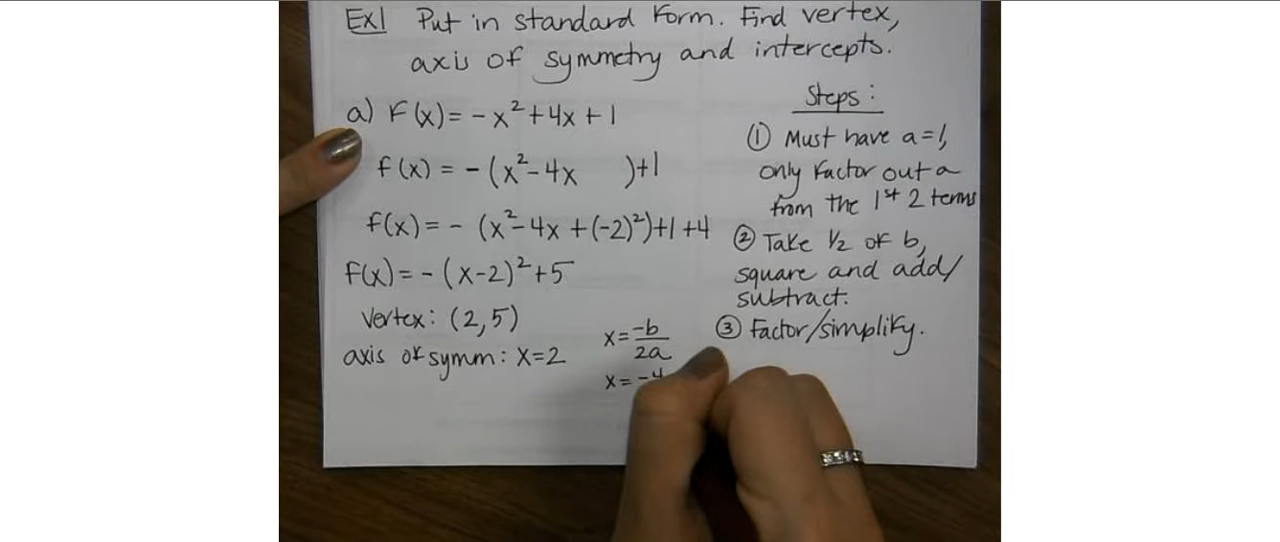 Ex1 Put in standard form. Find vertex,
axis of symmetry and intercepts.
a) F(x) = -x² + 4x + 1
f(x) = -(x² - 4x )+1
f(x) = - (x² - 4x + (-2)²)+1 +4
F(x) = - (x-2)² +5
Vertex: (2,5)
axis of symm: x=2
x = -b/2a
x = -4
Steps:
① Must have a=1,
only factor out a
from the 1st 2 terms
② Take 1/2 of b,
square and add/
subtract.
③ Factor/simplify.